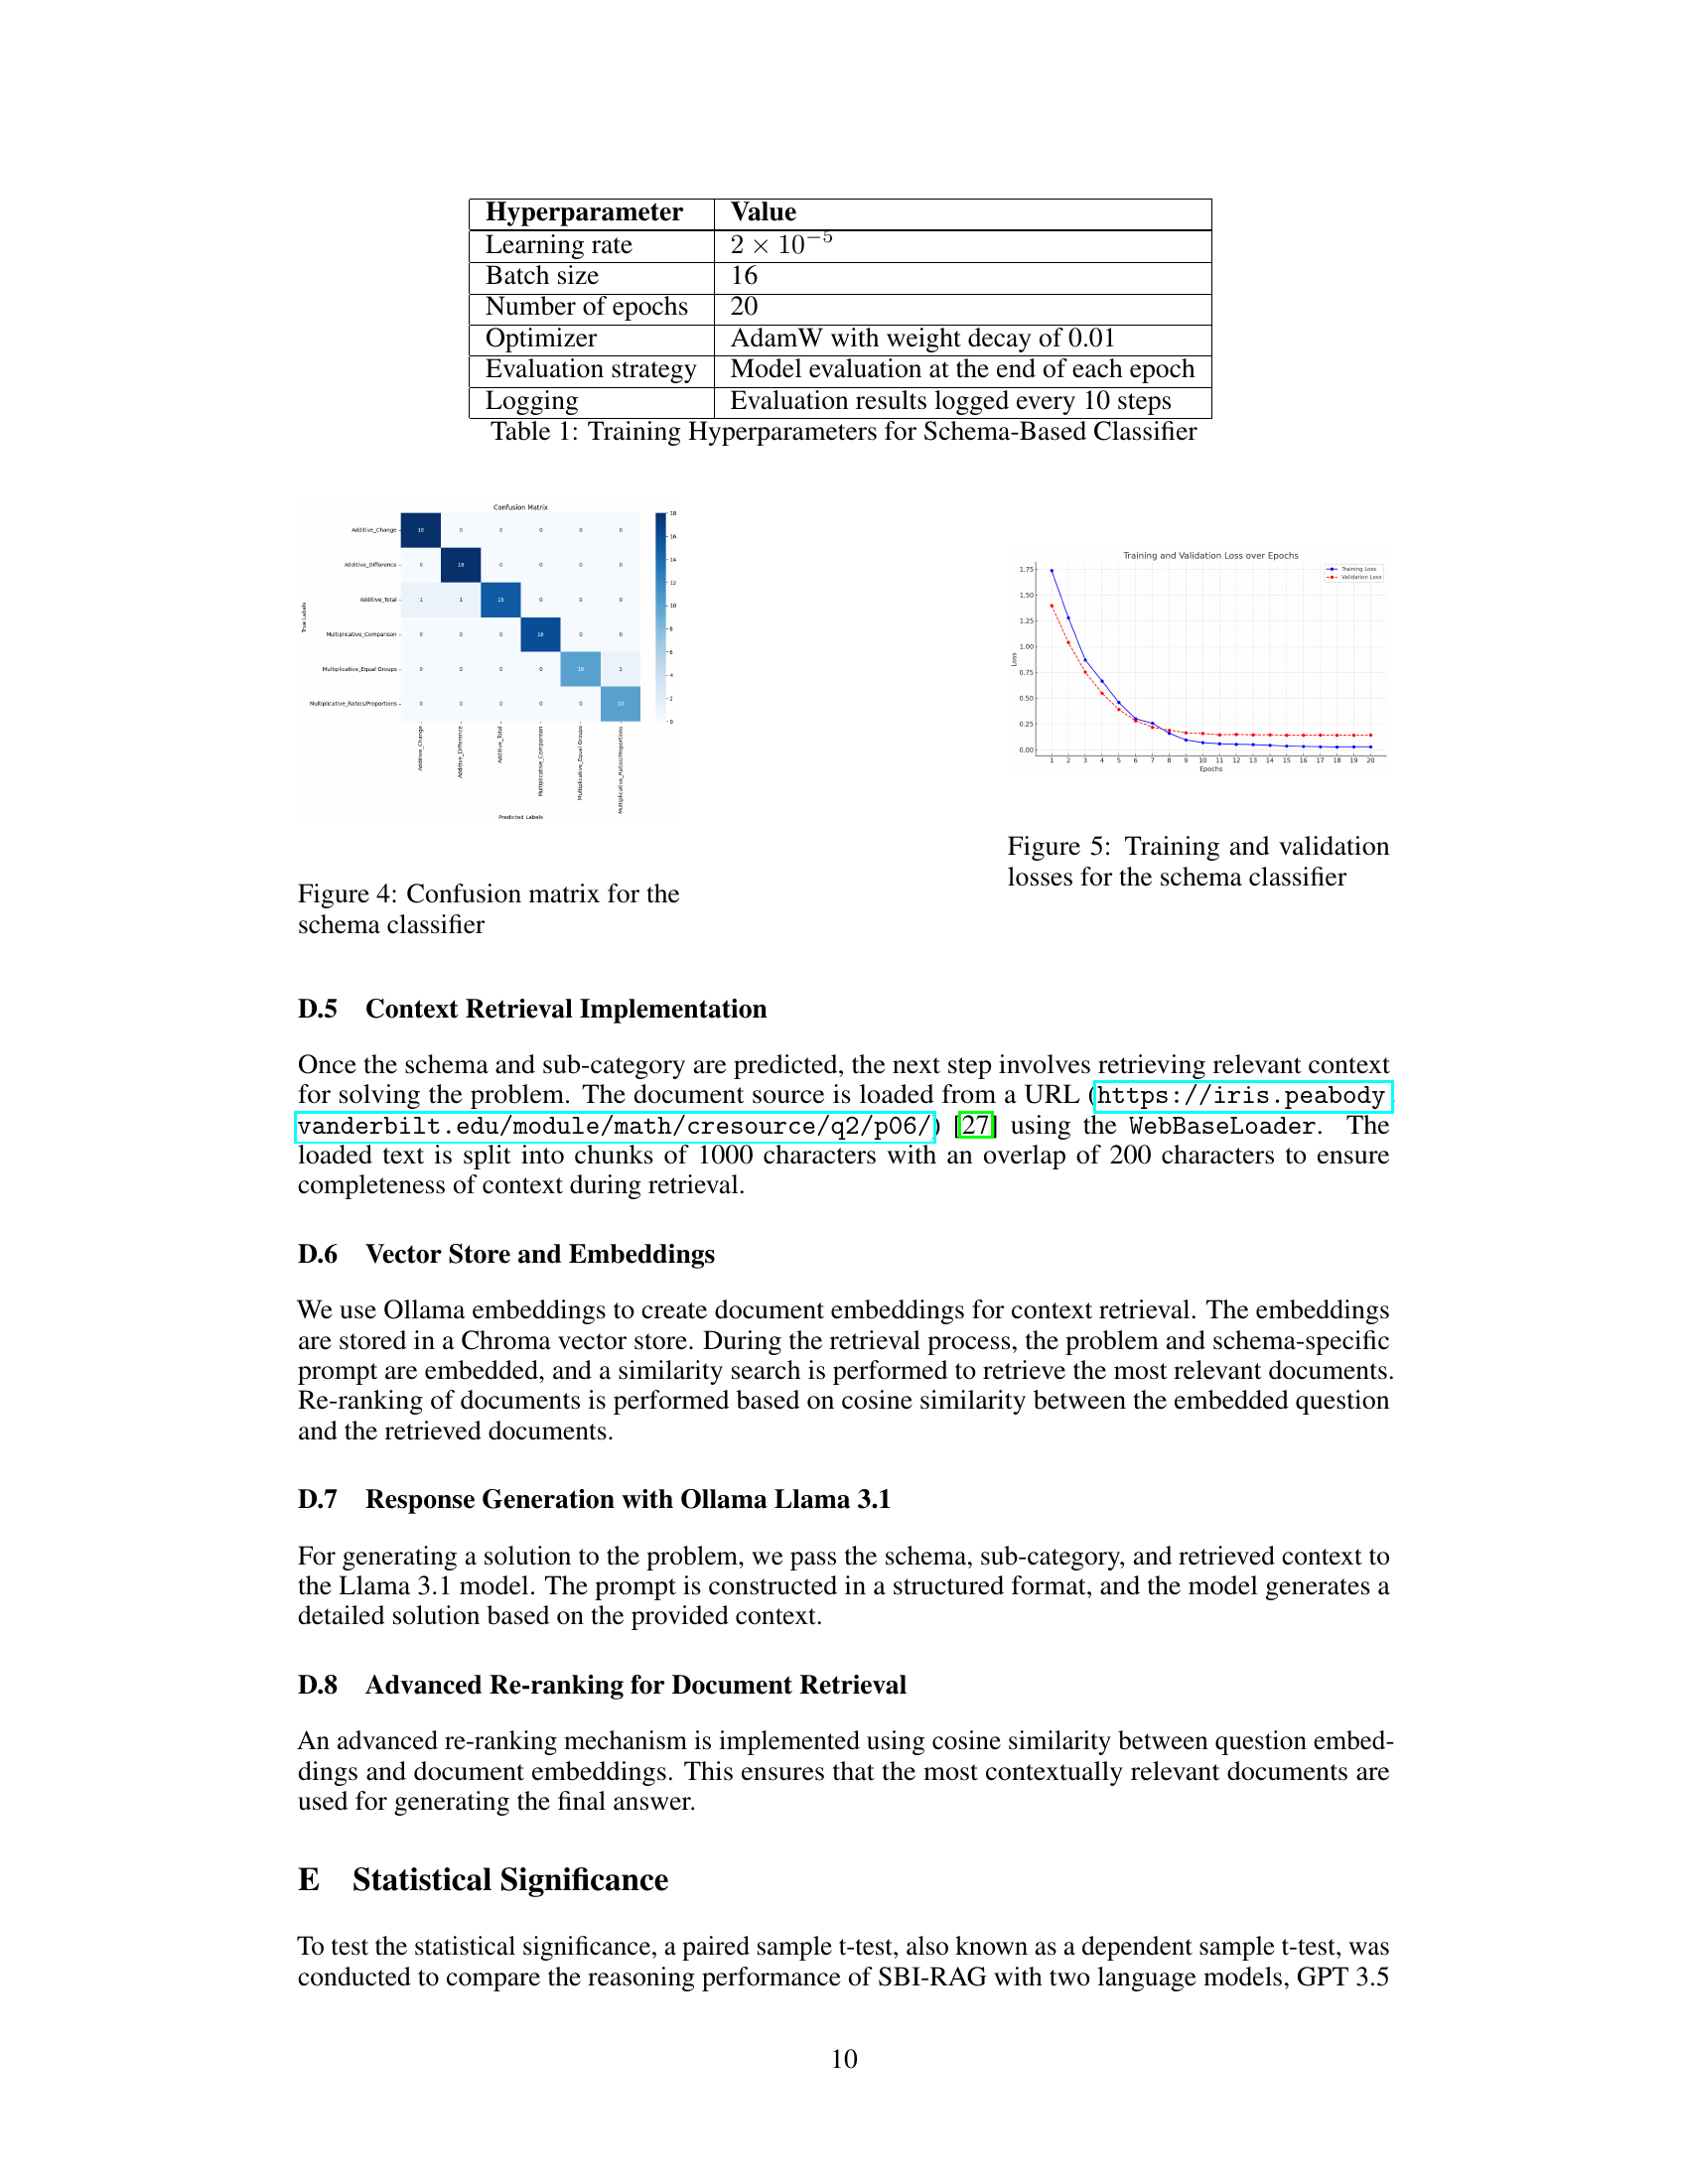 Hyperparameter Value
Learning rate 2 × 10⁻⁵
Batch size 16
Number of epochs 20
Optimizer AdamW with weight decay of 0.01
Evaluation strategy Model evaluation at the end of each epoch
Logging Evaluation results logged every 10 steps
Table 1: Training Hyperparameters for Schema-Based Classifier
Confusion Matrix
True Labels
Additive_Change 18 0 0 0 0 0
Additive_Difference 0 18 0 0 0 0
Additive_Total 1 1 15 0 0 0
Multiplicative_Comparison 0 0 0 16 0 0
Multiplicative_Equal Groups 0 0 0 0 10 1
Multiplicative_Ratios/Proportions 0 0 0 0 0 10
Additive_Change
Additive_Difference
Additive_Total
Multiplicative_Comparison
Multiplicative_Equal Groups
Multiplicative_Ratios/Proportions
Predicted Labels
18
16
14
12
10
8
6
4
2
0
Figure 4: Confusion matrix for the
schema classifier
Training and Validation Loss over Epochs
Training Loss
Validation Loss
Loss
1.75
1.50
1.25
1.00
0.75
0.50
0.25
0.00
1 2 3 4 5 6 7 8 9 10 11 12 13 14 15 16 17 18 19 20
Epochs
Figure 5: Training and validation
losses for the schema classifier
D.5 Context Retrieval Implementation
Once the schema and sub-category are predicted, the next step involves retrieving relevant context
for solving the problem. The document source is loaded from a URL (https://iris.peabody.
vanderbilt.edu/module/math/cresource/q2/p06/) [27] using the WebBaseLoader. The
loaded text is split into chunks of 1000 characters with an overlap of 200 characters to ensure
completeness of context during retrieval.
D.6 Vector Store and Embeddings
We use Ollama embeddings to create document embeddings for context retrieval. The embeddings
are stored in a Chroma vector store. During the retrieval process, the problem and schema-specific
prompt are embedded, and a similarity search is performed to retrieve the most relevant documents.
Re-ranking of documents is performed based on cosine similarity between the embedded question
and the retrieved documents.
D.7 Response Generation with Ollama Llama 3.1
For generating a solution to the problem, we pass the schema, sub-category, and retrieved context to
the Llama 3.1 model. The prompt is constructed in a structured format, and the model generates a
detailed solution based on the provided context.
D.8 Advanced Re-ranking for Document Retrieval
An advanced re-ranking mechanism is implemented using cosine similarity between question embed-
dings and document embeddings. This ensures that the most contextually relevant documents are
used for generating the final answer.
E Statistical Significance
To test the statistical significance, a paired sample t-test, also known as a dependent sample t-test, was
conducted to compare the reasoning performance of SBI-RAG with two language models, GPT 3.5
10